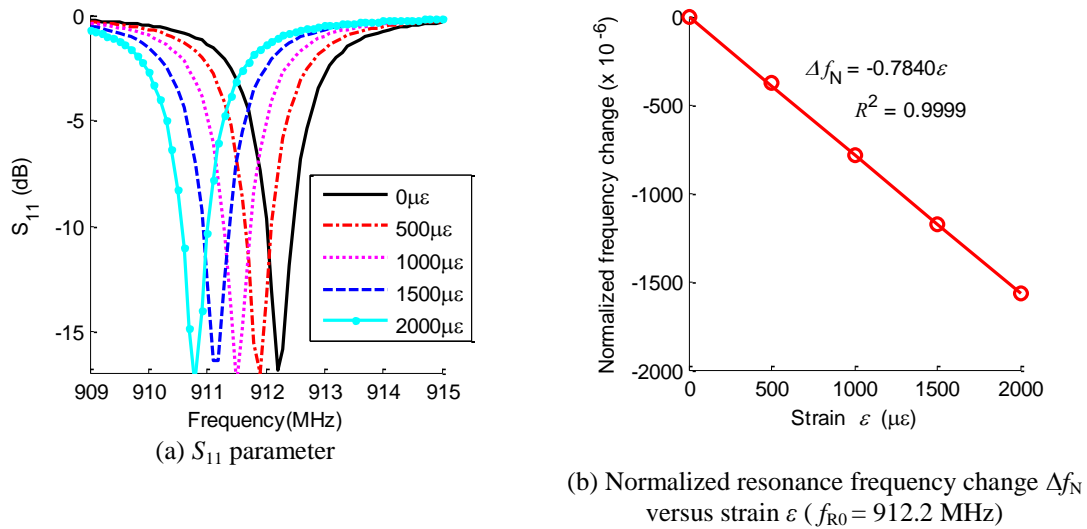 0
-5
-10
-15
S11 (dB)
909 910 911 912 913 914 915
Frequency(MHz)
0με
500με
1000με
1500με
2000με
(a) S11 parameter
0
-500
-1000
-1500
-2000
Normalized frequency change (x 10-6)
ΔfN = -0.7840ε
R2 = 0.9999
0 500 1000 1500 2000
Strain ε (με)
(b) Normalized resonance frequency change ΔfN
versus strain ε ( fR0 = 912.2 MHz)